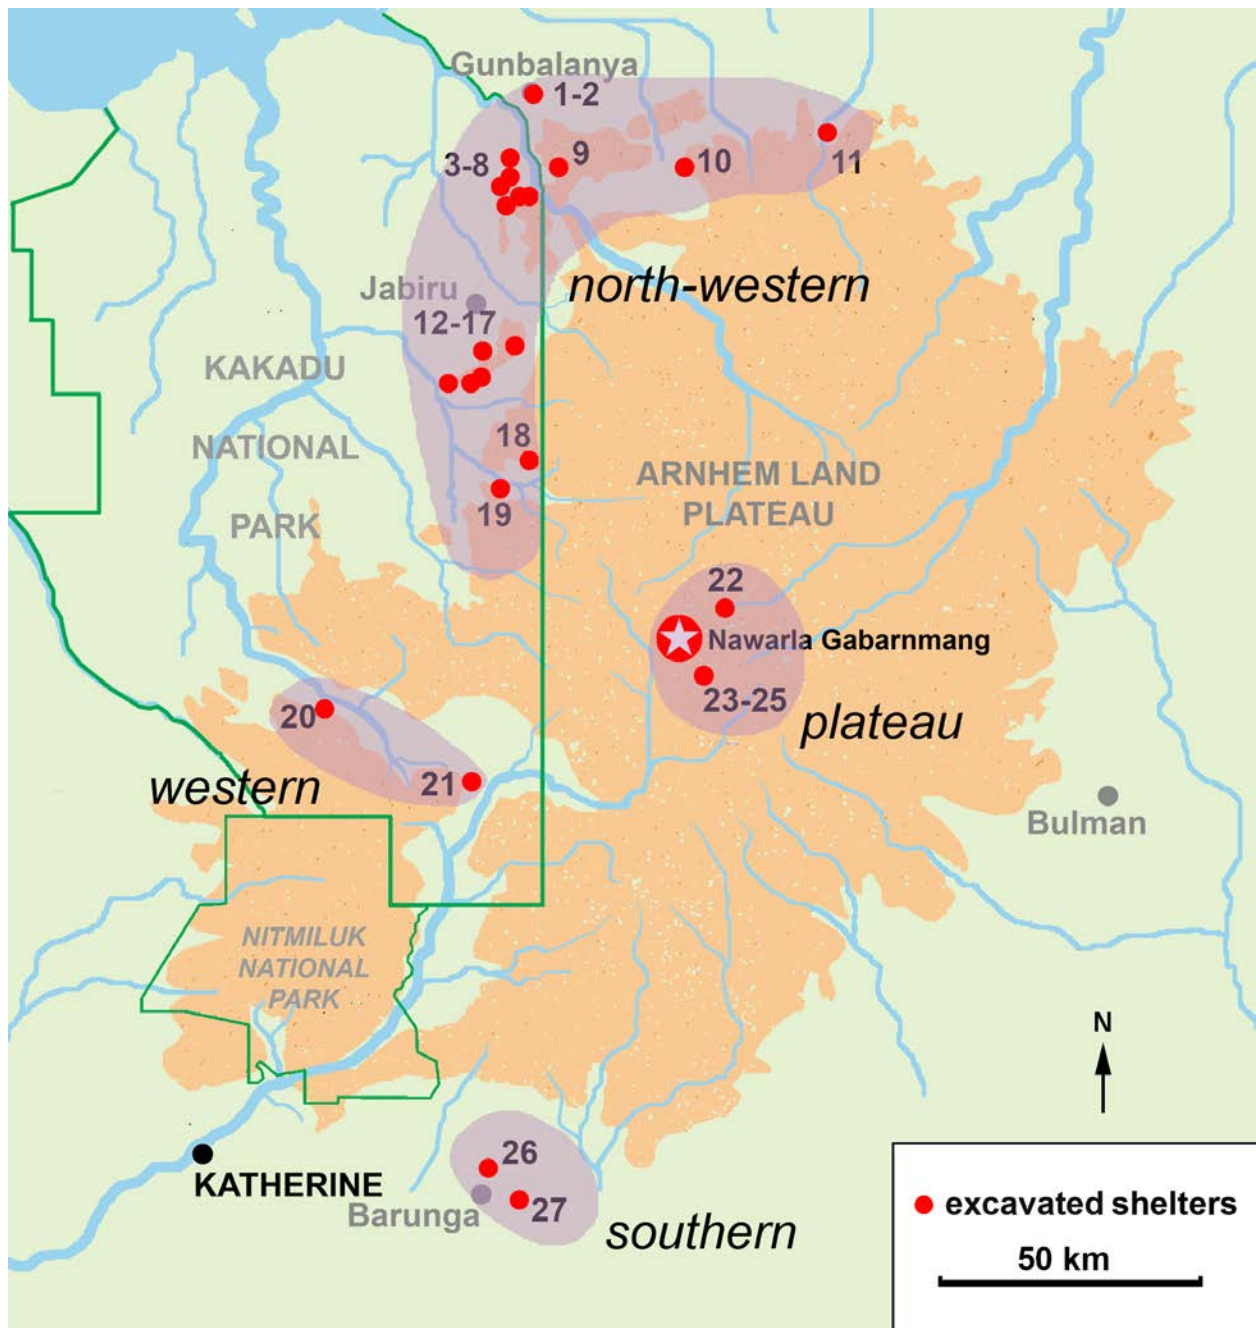 Gunbalanya
1-2
3-8
9
10
11
north-western
Jabiru
12-17
KAKADU
NATIONAL
PARK
18
19
ARNHEM LAND
PLATEAU
22
Nawarla Gabarnmang
23-25
plateau
20
western
21
Bulman
NITMILUK
NATIONAL
PARK
N
KATHERINE
26
Barunga
27
southern
excavated shelters
50 km